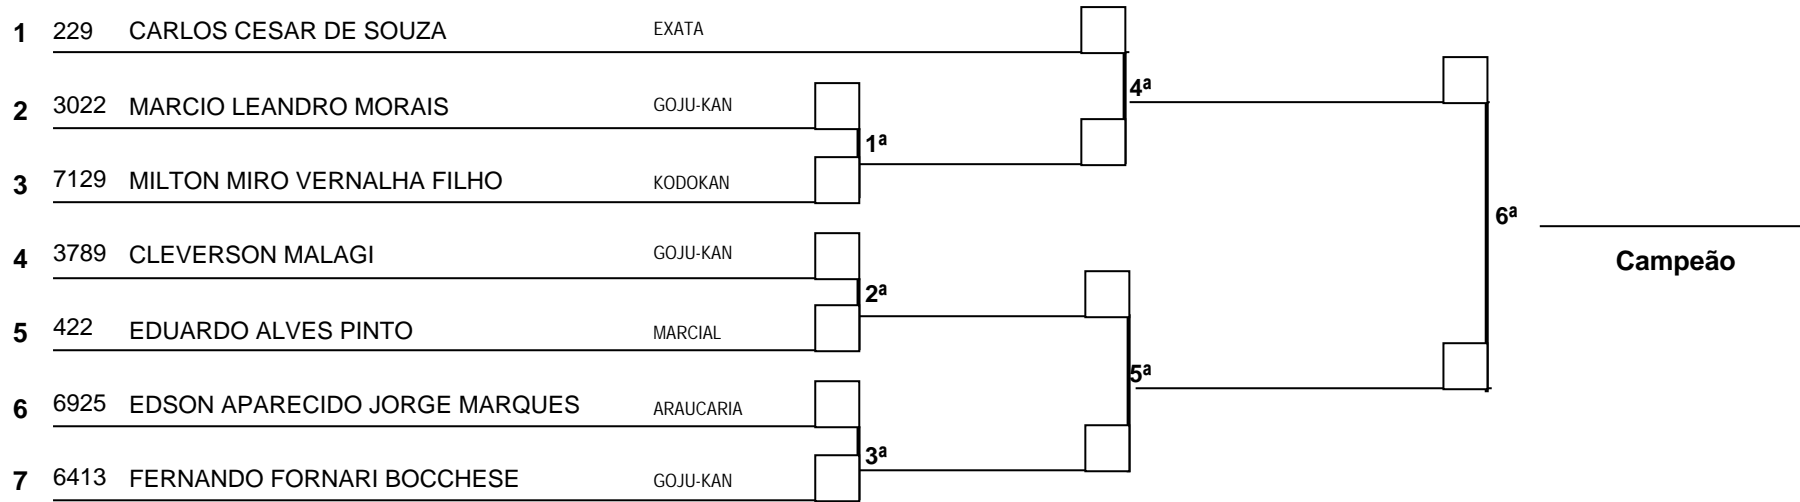 1 229 CARLOS CESAR DE SOUZA EXATA
2 3022 MARCIO LEANDRO MORAIS GOJU-KAN
4ª
1ª
3 7129 MILTON MIRO VERNALHA FILHO KODOKAN
6ª
4 3789 CLEVERSON MALAGI GOJU-KAN
Campeão
2ª
5 422 EDUARDO ALVES PINTO MARCIAL
5ª
6 6925 EDSON APARECIDO JORGE MARQUES ARAUCARIA
3ª
7 6413 FERNANDO FORNARI BOCCHESE GOJU-KAN